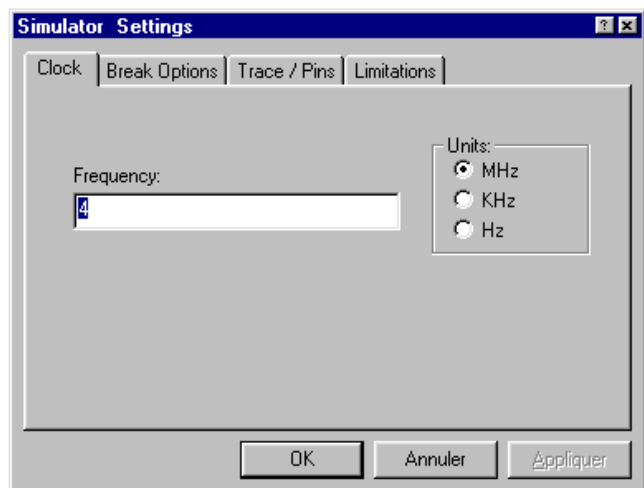 Simulator Settings
Clock
Break Options
Trace / Pins
Limitations
Frequency:
4
Units:
MHz
KHz
Hz
OK
Annuler
Appliquer